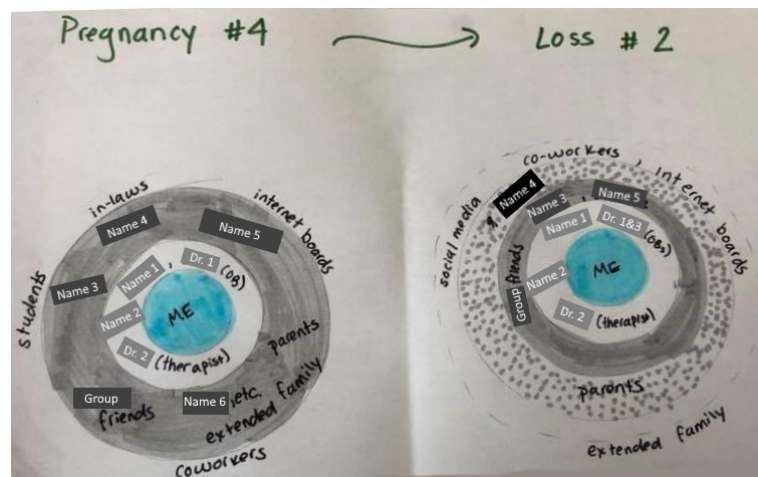 Pregnancy #4
Loss # 2
in-laws
internet boards
students
Name 4
Name 5
Name 3
Name 1
,
Dr. 1
(OB)
Name 2
ME
Dr. 2
(therapist)
parents
Group
friends
Name 6
, etc.
extended family
coworkers
co-workers, internet boards
social media
Name 4
Name 3
,
Name 5
Name 1
Dr. 1&3
(OBs)
Group
friends
Name 2
ME
Dr. 2
(therapist)
parents
extended family